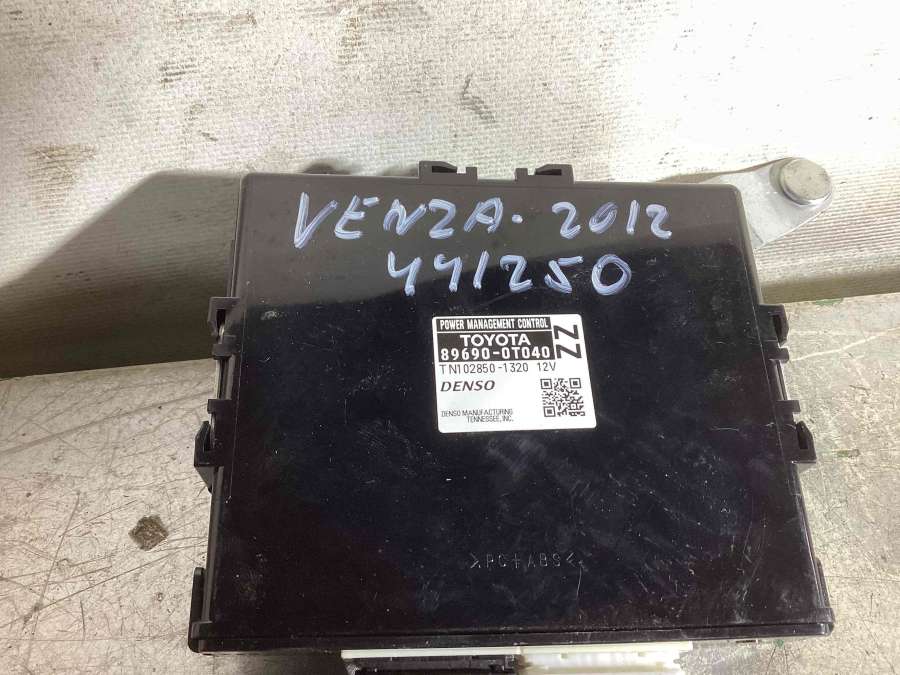 VENZA-2012
441250
POWER MANAGEMENT CONTROL
TOYOTA
89690-0T040
ZZ
TN102850-1320 12V
DENSO
DENSO MANUFACTURING
TENNESSEE, INC.
>PC+ABS<